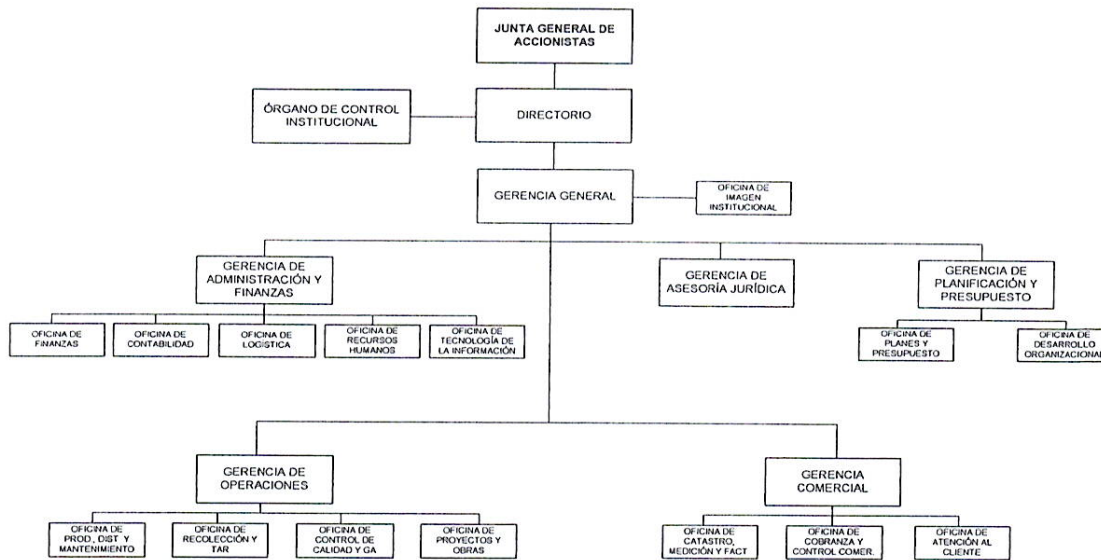 JUNTA GENERAL DE
ACCIONISTAS
ÓRGANO DE CONTROL
INSTITUCIONAL
DIRECTORIO
GERENCIA GENERAL
OFICINA DE
IMAGEN
INSTITUCIONAL
GERENCIA DE
ADMINISTRACIÓN Y
FINANZAS
GERENCIA DE
ASESORÍA JURÍDICA
GERENCIA DE
PLANIFICACIÓN Y
PRESUPUESTO
OFICINA DE
FINANZAS
OFICINA DE
CONTABILIDAD
OFICINA DE
LOGÍSTICA
OFICINA DE
RECURSOS
HUMANOS
OFICINA DE
TECNOLOGÍA DE
LA INFORMACIÓN
OFICINA DE
PLANES Y
PRESUPUESTO
OFICINA DE
DESARROLLO
ORGANIZACIONAL
GERENCIA DE
OPERACIONES
GERENCIA
COMERCIAL
OFICINA DE
PROD., DIST Y
MANTENIMIENTO
OFICINA DE
RECOLECCIÓN Y
TAR
OFICINA DE
CONTROL DE
CALIDAD Y GA
OFICINA DE
PROYECTOS Y
OBRAS
OFICINA DE
CATASTRO,
MEDICIÓN Y FACT
OFICINA DE
COBRANZA Y
CONTROL COMER.
OFICINA DE
ATENCIÓN AL
CLIENTE